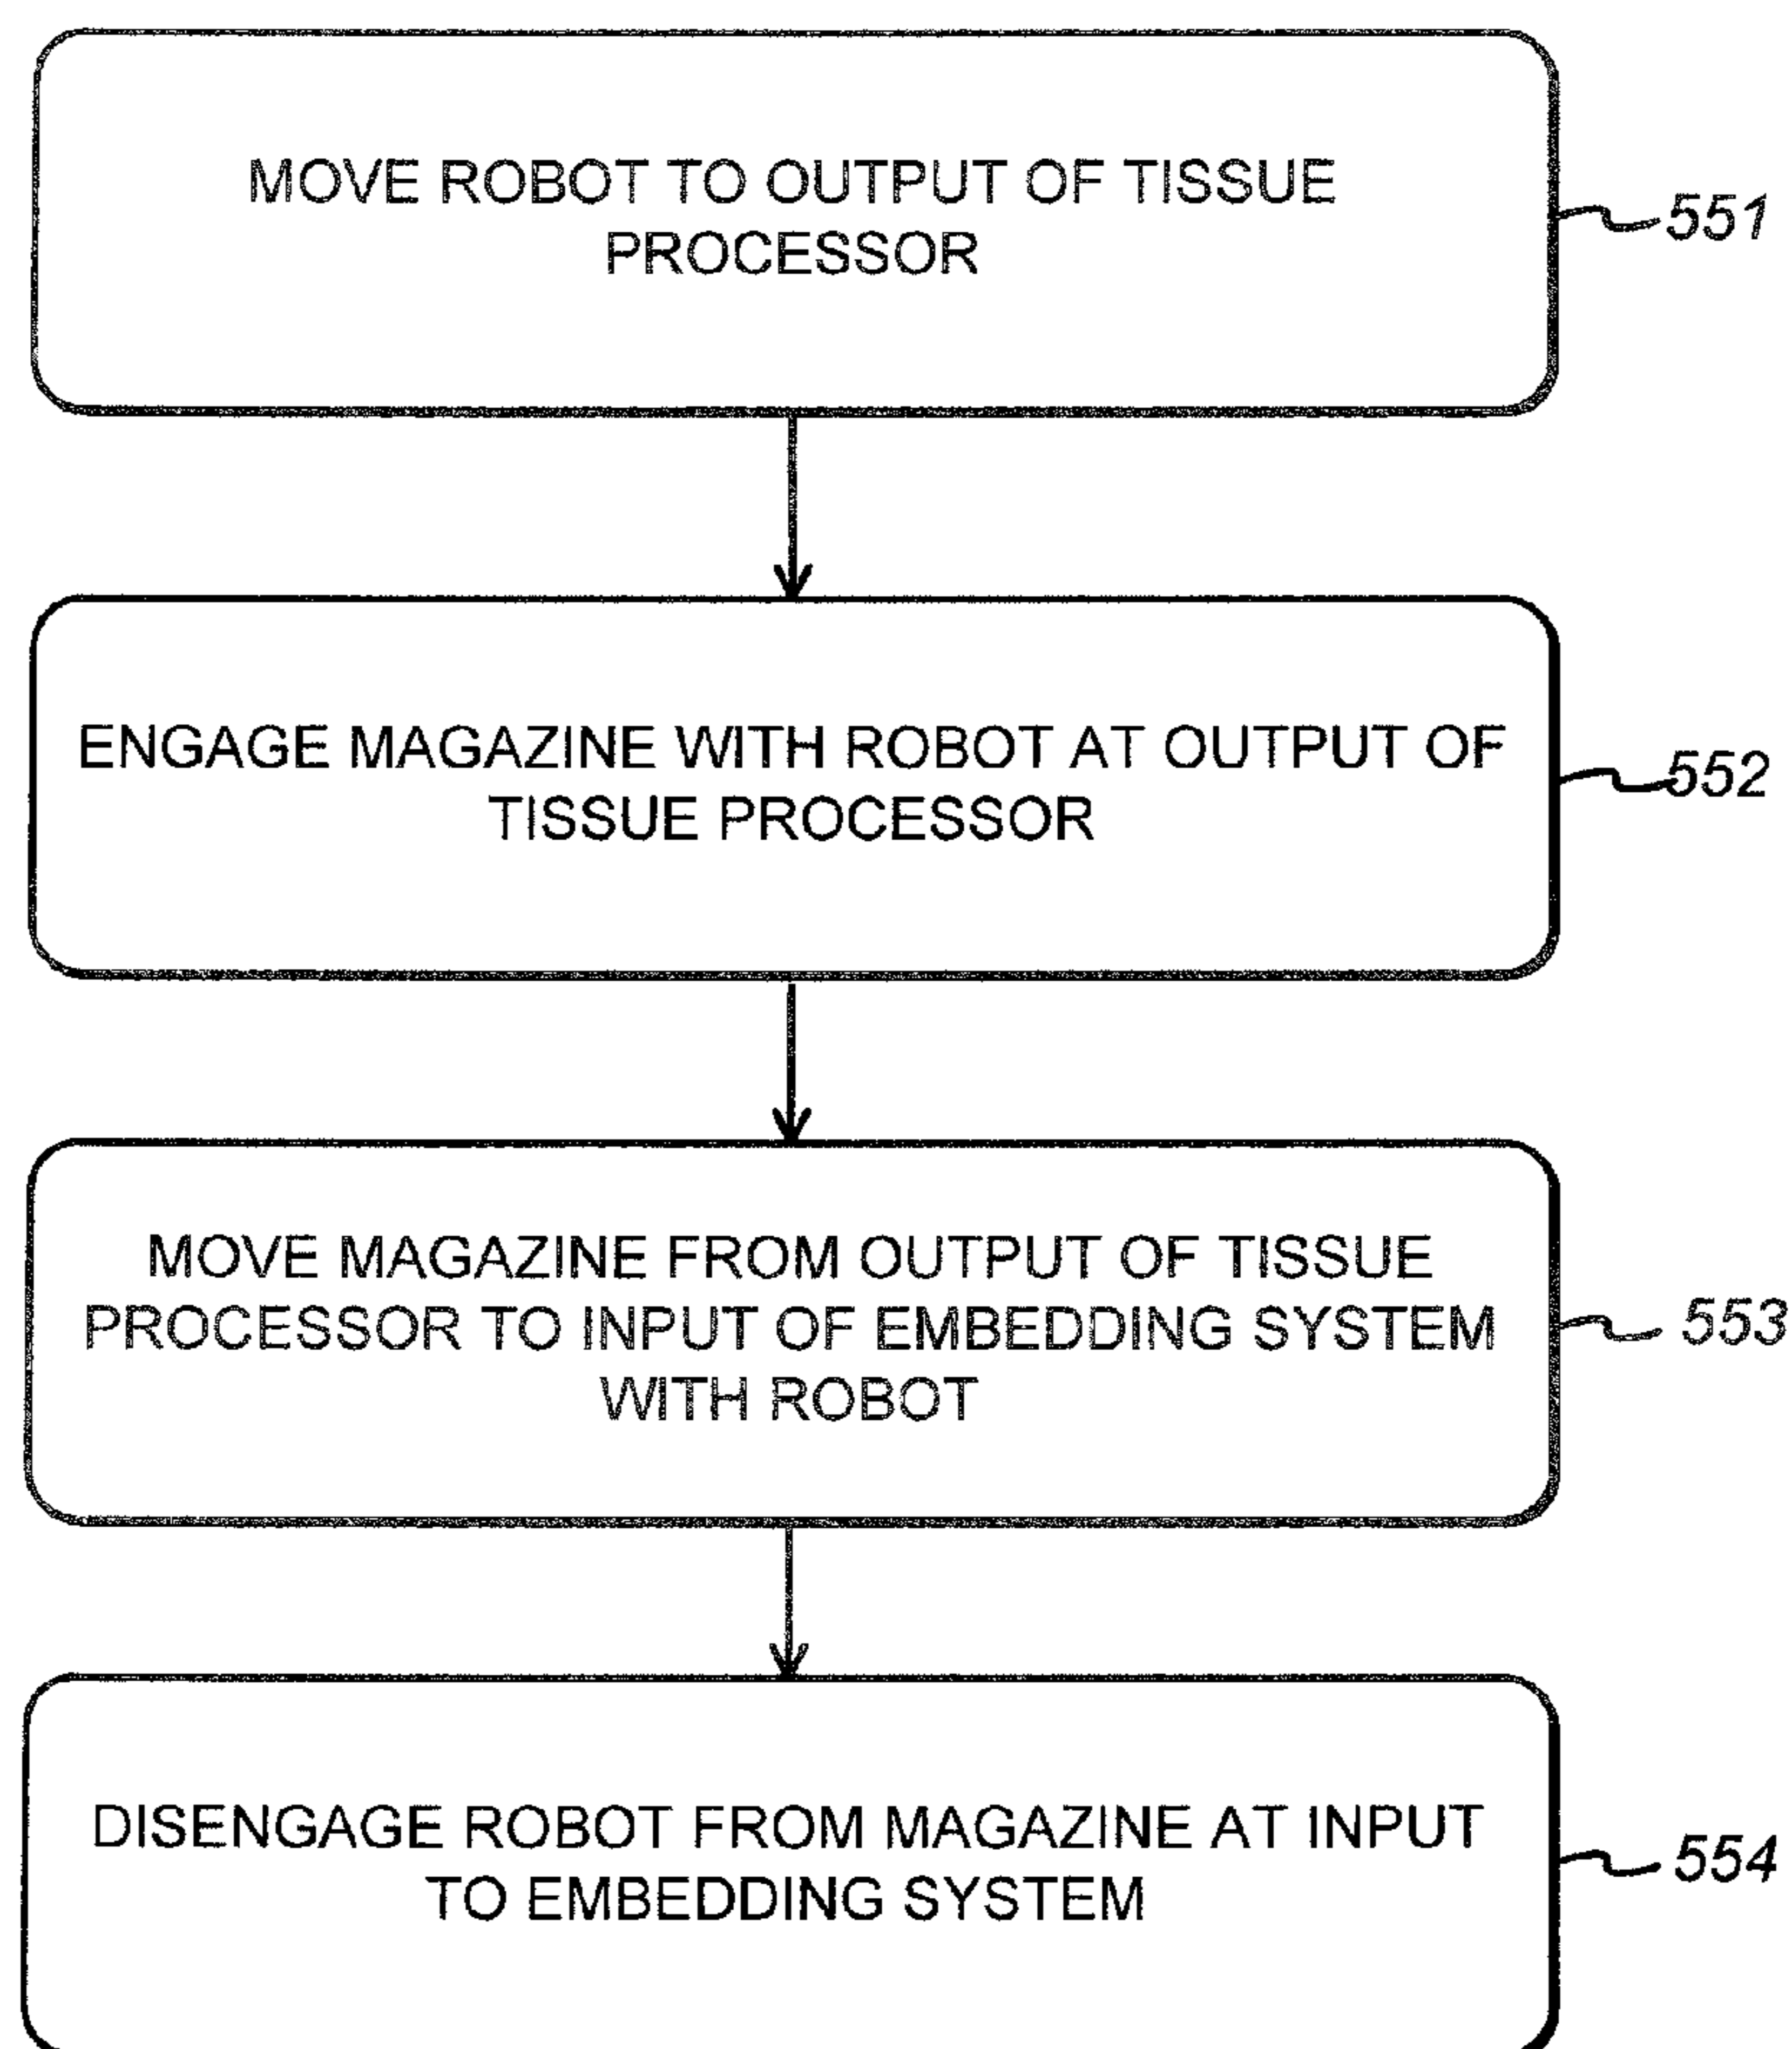 MOVE ROBOT TO OUTPUT OF TISSUE
PROCESSOR
551
ENGAGE MAGAZINE WITH ROBOT AT OUTPUT OF
TISSUE PROCESSOR
552
MOVE MAGAZINE FROM OUTPUT OF TISSUE
PROCESSOR TO INPUT OF EMBEDDING SYSTEM
WITH ROBOT
553
DISENGAGE ROBOT FROM MAGAZINE AT INPUT
TO EMBEDDING SYSTEM
554